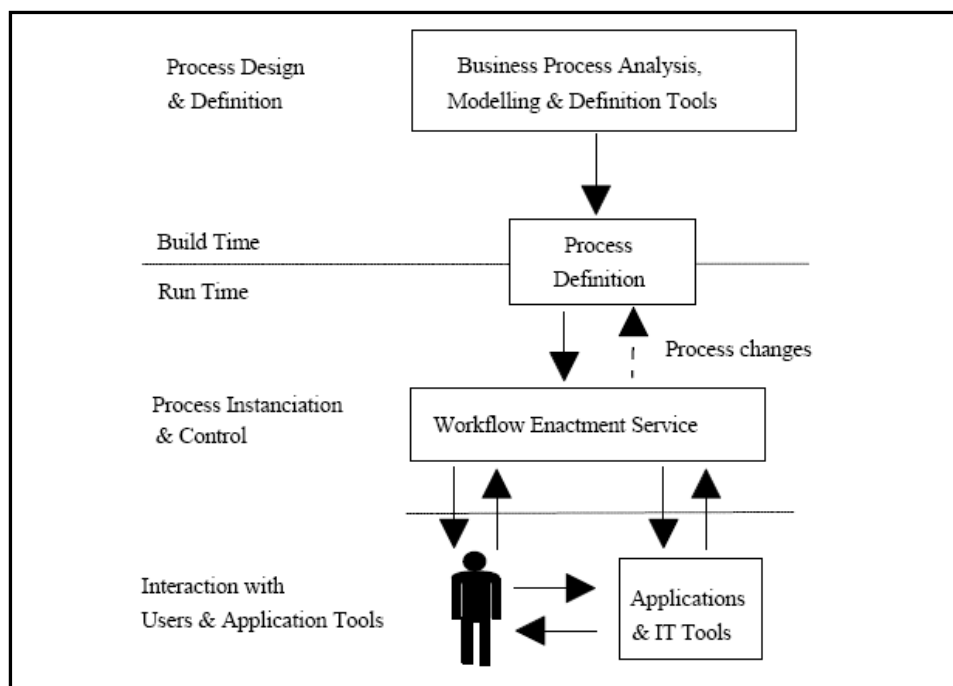 Process Design
& Definition
Business Process Analysis,
Modelling & Definition Tools
Build Time
Run Time
Process
Definition
Process changes
Process Instanciation
& Control
Workflow Enactment Service
Interaction with
Users & Application Tools
Applications
& IT Tools